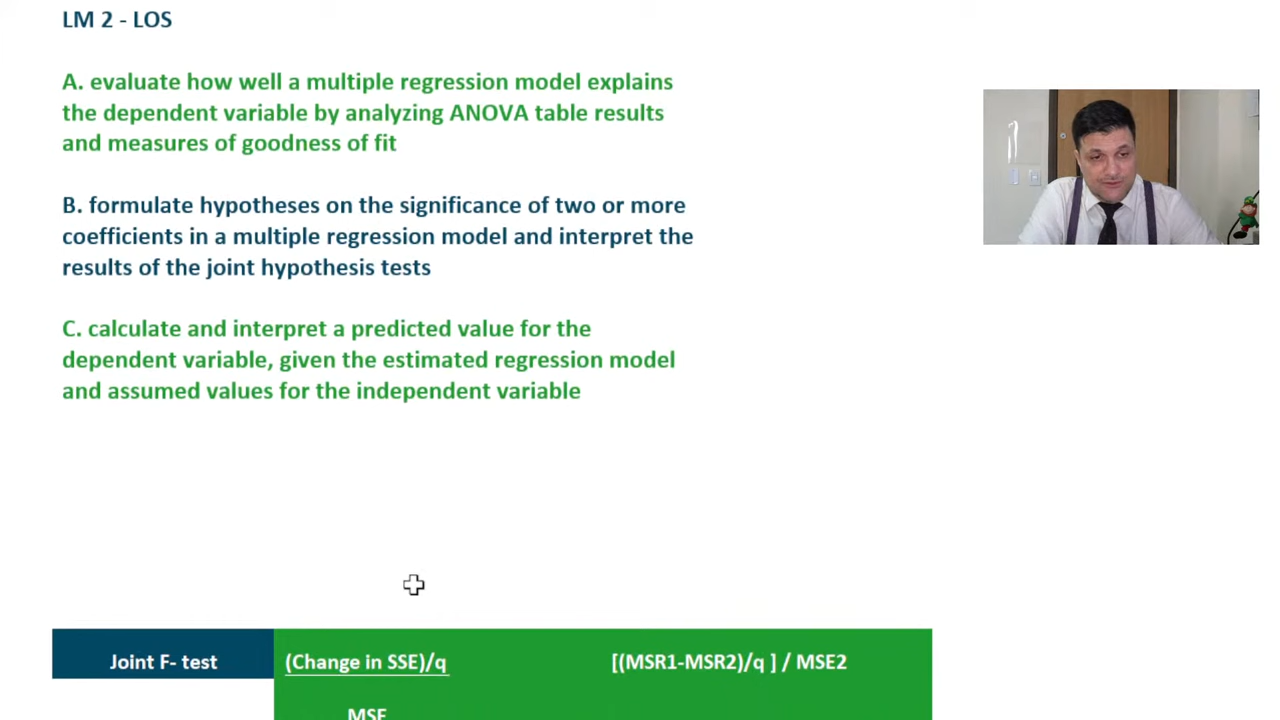 LM 2 - LOS
A. evaluate how well a multiple regression model explains
the dependent variable by analyzing ANOVA table results
and measures of goodness of fit
B. formulate hypotheses on the significance of two or more
coefficients in a multiple regression model and interpret the
results of the joint hypothesis tests
C. calculate and interpret a predicted value for the
dependent variable, given the estimated regression model
and assumed values for the independent variable
Joint F- test (Change in SSE)/q [(MSR1-MSR2)/q ] / MSE2
MSE